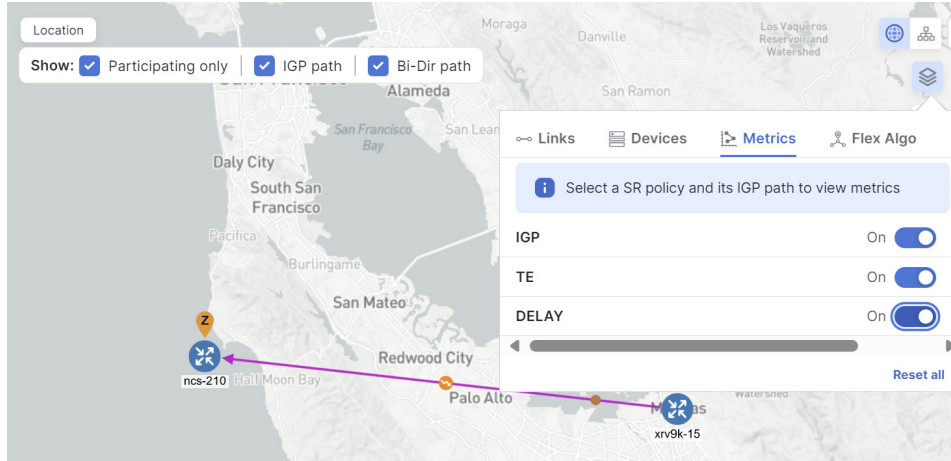 Location
Show: Participating only IGP path Bi-Dir path
Moraga
Danville
Los Vaqueros
Reservoir and
Watershed
Alameda
San Ramon
San Francisco
Bay
San Lean
Links Devices Metrics Flex Algo
Select a SR policy and its IGP path to view metrics
IGP On
TE On
DELAY On
Reset all
Daly City
South San
Francisco
Pacifica
Burlingame
San Mateo
Z
Redwood City
ncs-210
Half Moon Bay
Palo Alto
Watershed
xrv9k-15